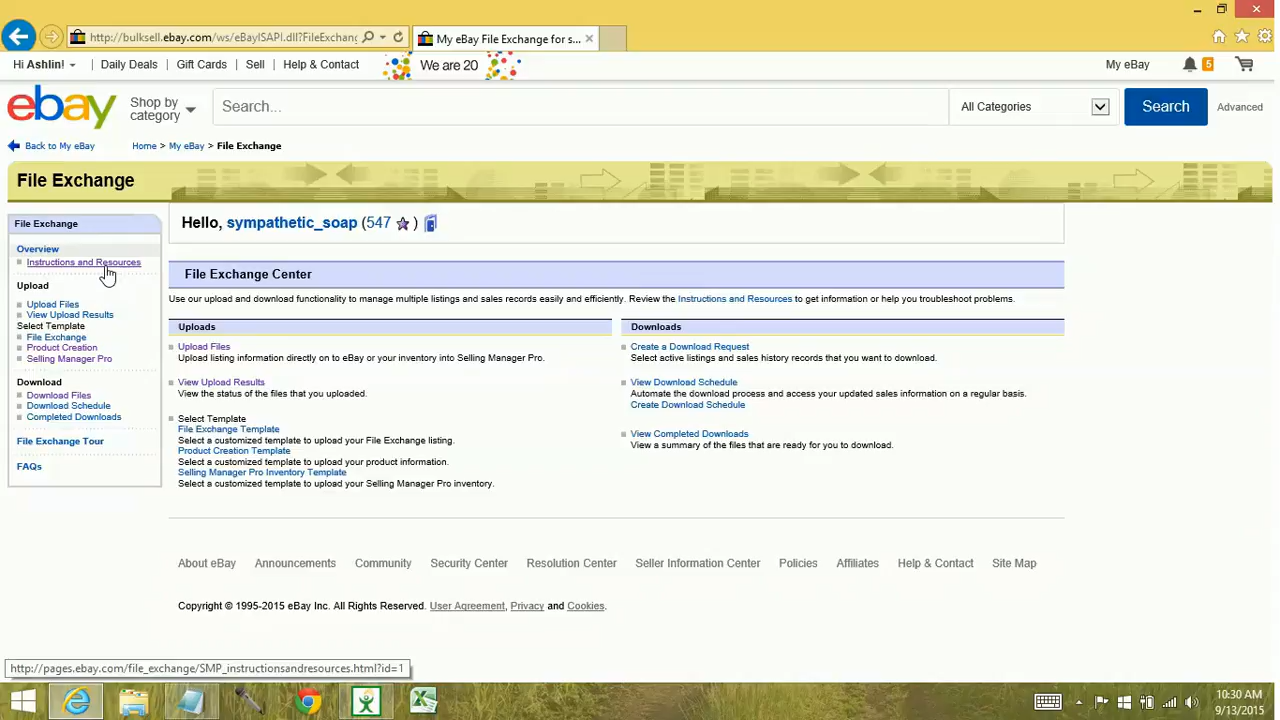 http://bulksell.ebay.com/ws/eBayISAPI.dll?FileExchan
My eBay File Exchange for s...
Hi Ashlin!
Daily Deals
Gift Cards
Sell
Help & Contact
We are 20
My eBay
5
ebay
Shop by category
Search...
All Categories
Search
Advanced
Back to My eBay
Home > My eBay > File Exchange
File Exchange
File Exchange
Overview
Instructions and Resources
Upload
Upload Files
View Upload Results
Select Template
File Exchange
Product Creation
Selling Manager Pro
Download
Download Files
Download Schedule
Completed Downloads
File Exchange Tour
FAQs
Hello, sympathetic_soap (547 )
File Exchange Center
Use our upload and download functionality to manage multiple listings and sales records easily and efficiently. Review the Instructions and Resources to get information or help you troubleshoot problems.
Uploads
Upload Files
Upload listing information directly on to eBay or your inventory into Selling Manager Pro.
View Upload Results
View the status of the files that you uploaded.
Select Template
File Exchange Template
Select a customized template to upload your File Exchange listing.
Product Creation Template
Select a customized template to upload your product information.
Selling Manager Pro Inventory Template
Select a customized template to upload your Selling Manager Pro inventory.
Downloads
Create a Download Request
Select active listings and sales history records that you want to download.
View Download Schedule
Automate the download process and access your updated sales information on a regular basis.
Create Download Schedule
View Completed Downloads
View a summary of the files that are ready for you to download.
About eBay
Announcements
Community
Security Center
Resolution Center
Seller Information Center
Policies
Affiliates
Help & Contact
Site Map
Copyright © 1995-2015 eBay Inc. All Rights Reserved. User Agreement, Privacy and Cookies.
http://pages.ebay.com/file_exchange/SMP_instructionsandresources.html?id=1
10:30 AM
9/13/2015